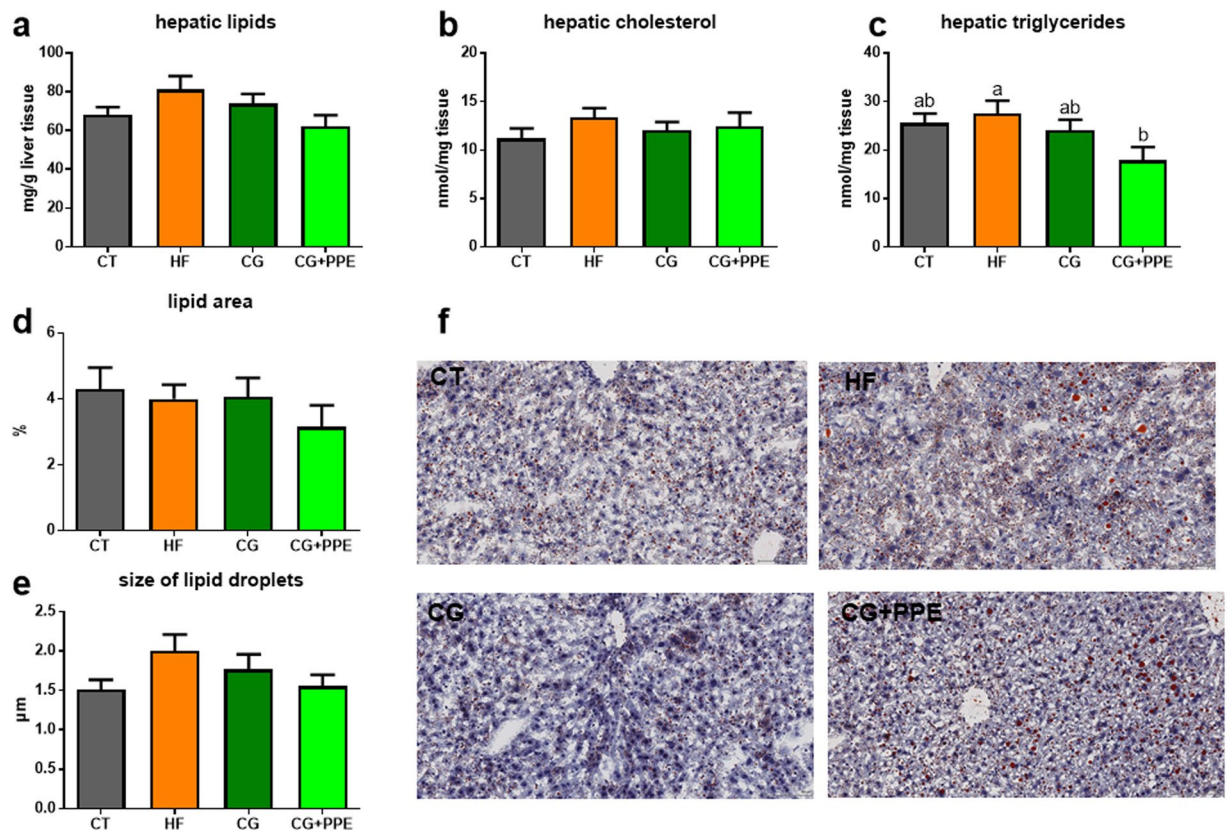 a
hepatic lipids
mg/g liver tissue
100
80
60
40
20
0
CT HF CG CG+PPE
b
hepatic cholesterol
nmol/mg tissue
20
15
10
5
0
CT HF CG CG+PPE
c
hepatic triglycerides
nmol/mg tissue
40
30
20
10
0
ab a ab b
CT HF CG CG+PPE
d
lipid area
%
6
4
2
0
CT HF CG CG+PPE
e
size of lipid droplets
µm
2.5
2.0
1.5
1.0
0.5
0.0
CT HF CG CG+PPE
f
CT
HF
CG
CG+PPE